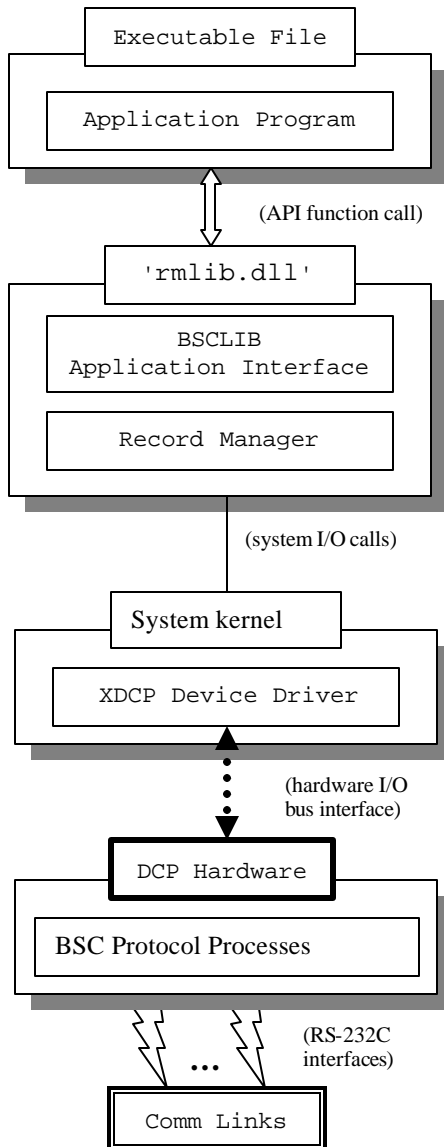 Executable File
Application Program
(API function call)
'rmlib.dll'
BSCLIB
Application Interface
Record Manager
(system I/O calls)
System kernel
XDCP Device Driver
(hardware I/O
bus interface)
DCP Hardware
BSC Protocol Processes
(RS-232C
interfaces)
...
Comm Links